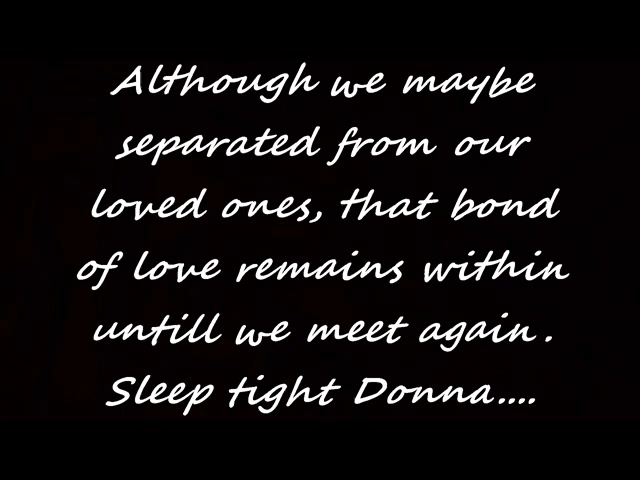 Although we maybe
separated from our
loved ones, that bond
of love remains within
untill we meet again.
Sleep tight Donna....